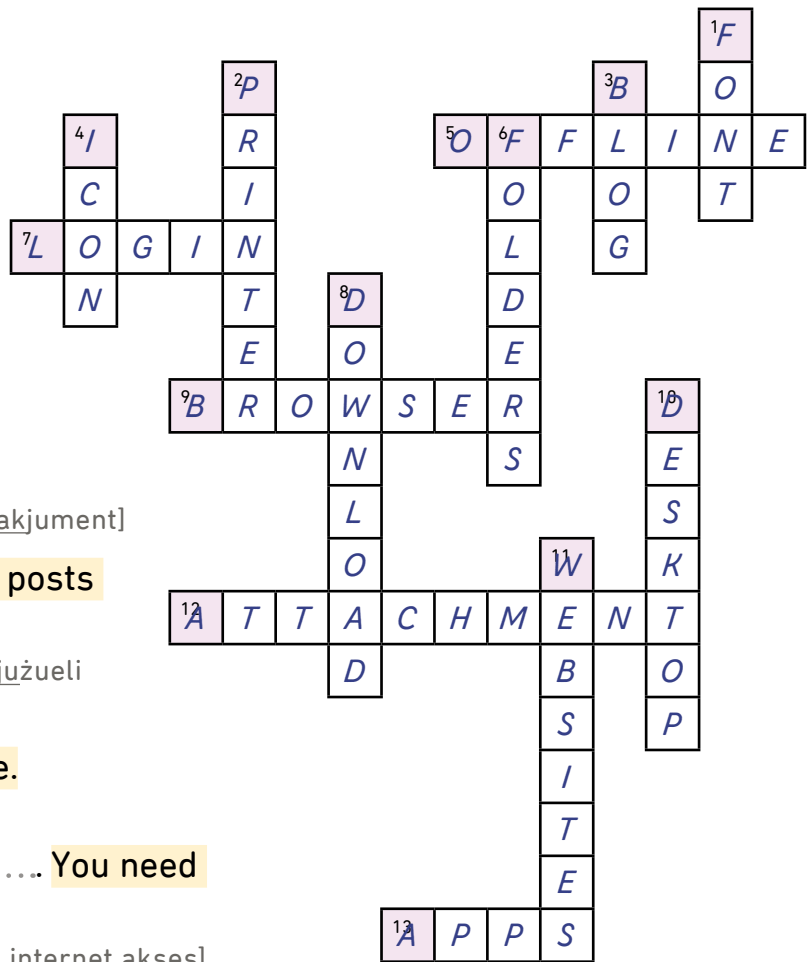 1F
2P 3B O
4I R 5O 6F F L I N E
C I O O T
7L O G I N L G
N T 8D D
E O E
9B R O W S E R 10D
N S E
akjument] L S
posts O 11W K
12A T T A C H M E N T
jużueli D B O
S P
e. I
T
…. You need E
13A P P S
internet akses]